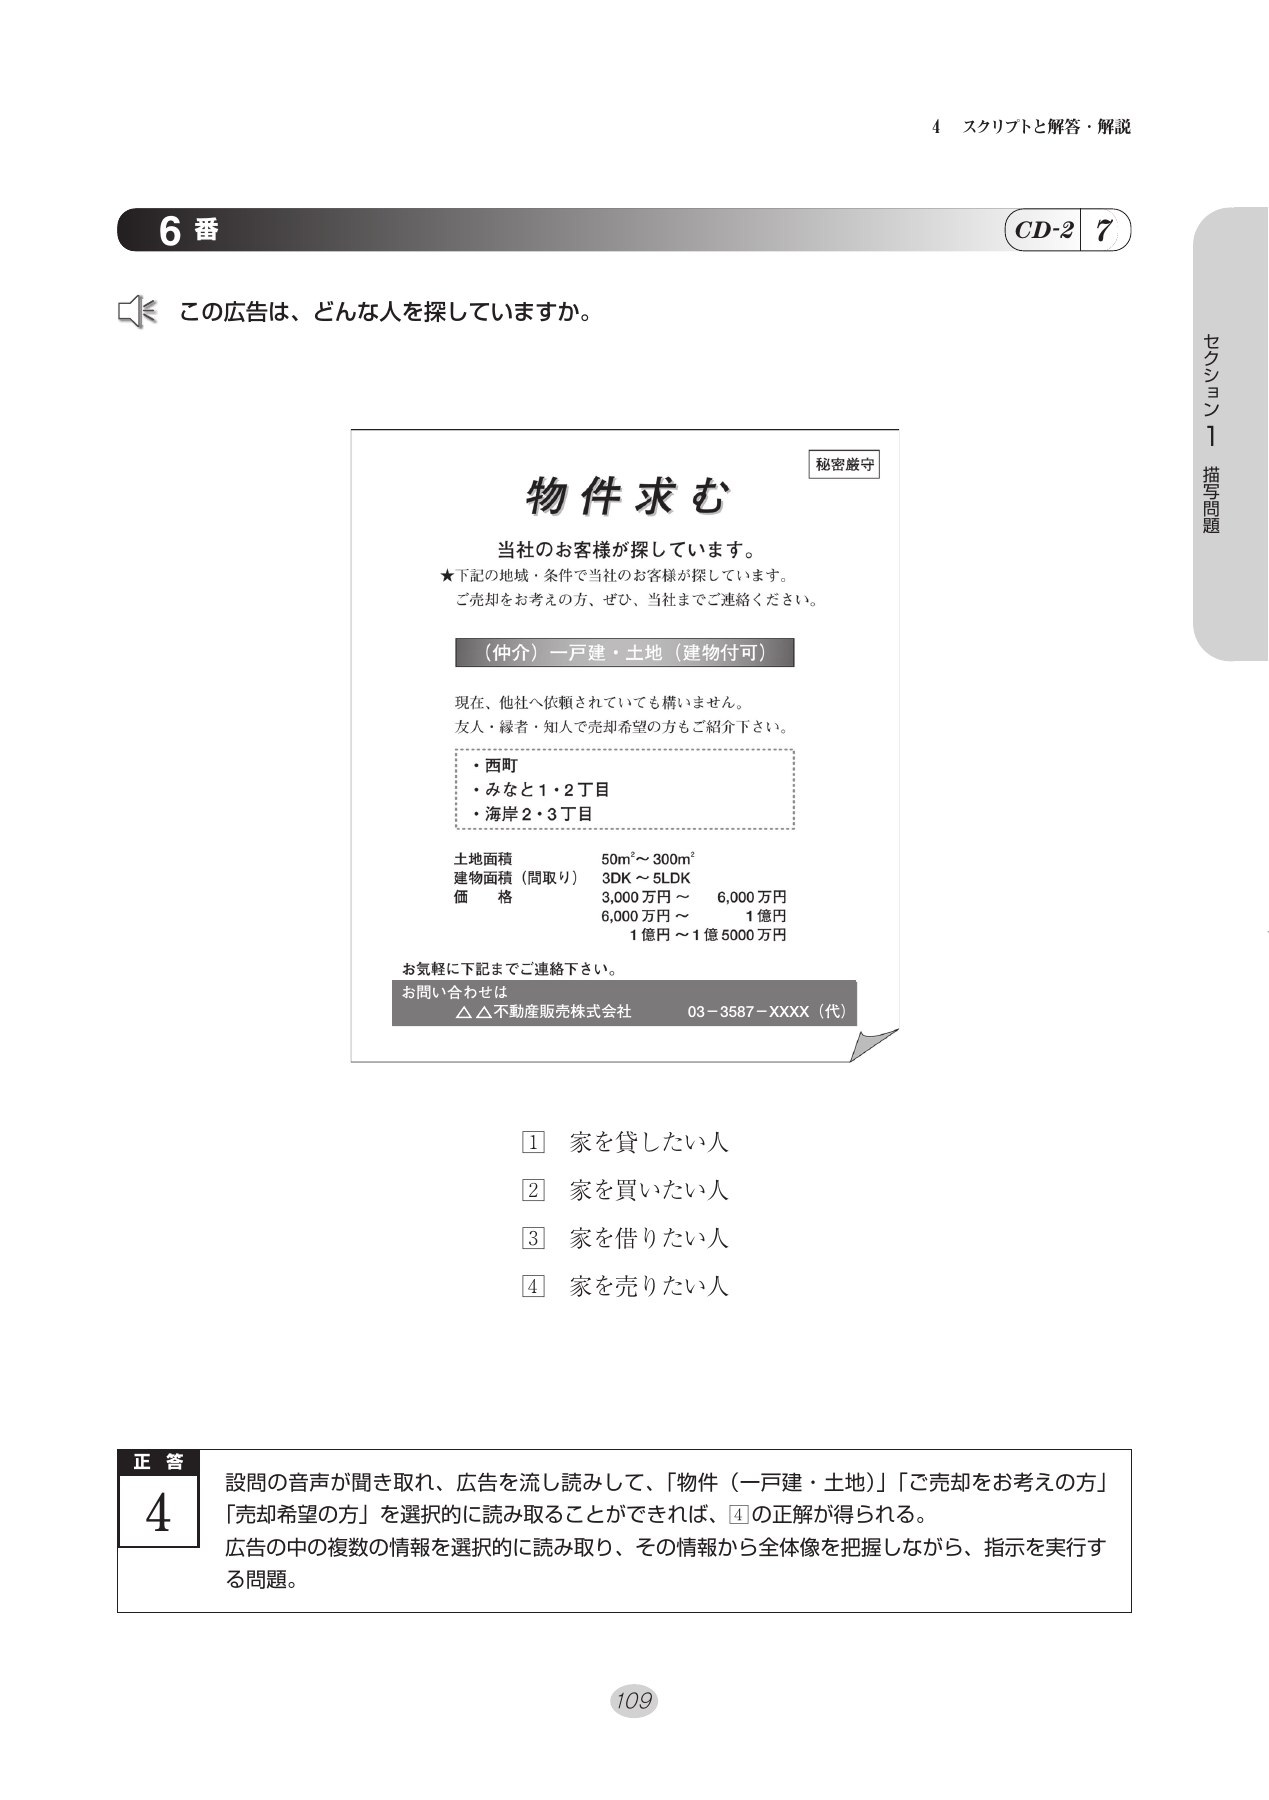 4 スクリプトと解答・解説
6 番
CD-2 7
この広告は、どんな人を探していますか。
セクション 1 描写問題
秘密厳守
物件求む
当社のお客様が探しています。
★下記の地域・条件で当社のお客様が探しています。
ご売却をお考えの方、ぜひ、当社までご連絡ください。
（仲介）一戸建・土地（建物付可）
現在、他社へ依頼されていても構いません。
友人・縁者・知人で売却希望の方もご紹介下さい。
・西町
・みなと1・2丁目
・海岸2・3丁目
土地面積 50m²～300m²
建物面積（間取り） 3DK～5LDK
価 格 3,000万円～ 6,000万円
6,000万円～ 1億円
1億円～1億5000万円
お気軽に下記までご連絡下さい。
お問い合わせは
△△不動産販売株式会社 03－3587－XXXX（代）
1 家を貸したい人
2 家を買いたい人
3 家を借りたい人
4 家を売りたい人
正 答
4
設問の音声が聞き取れ、広告を流し読みして、「物件（一戸建・土地）」「ご売却をお考えの方」
「売却希望の方」を選択的に読み取ることができれば、4の正解が得られる。
広告の中の複数の情報を選択的に読み取り、その情報から全体像を把握しながら、指示を実行す
る問題。
109